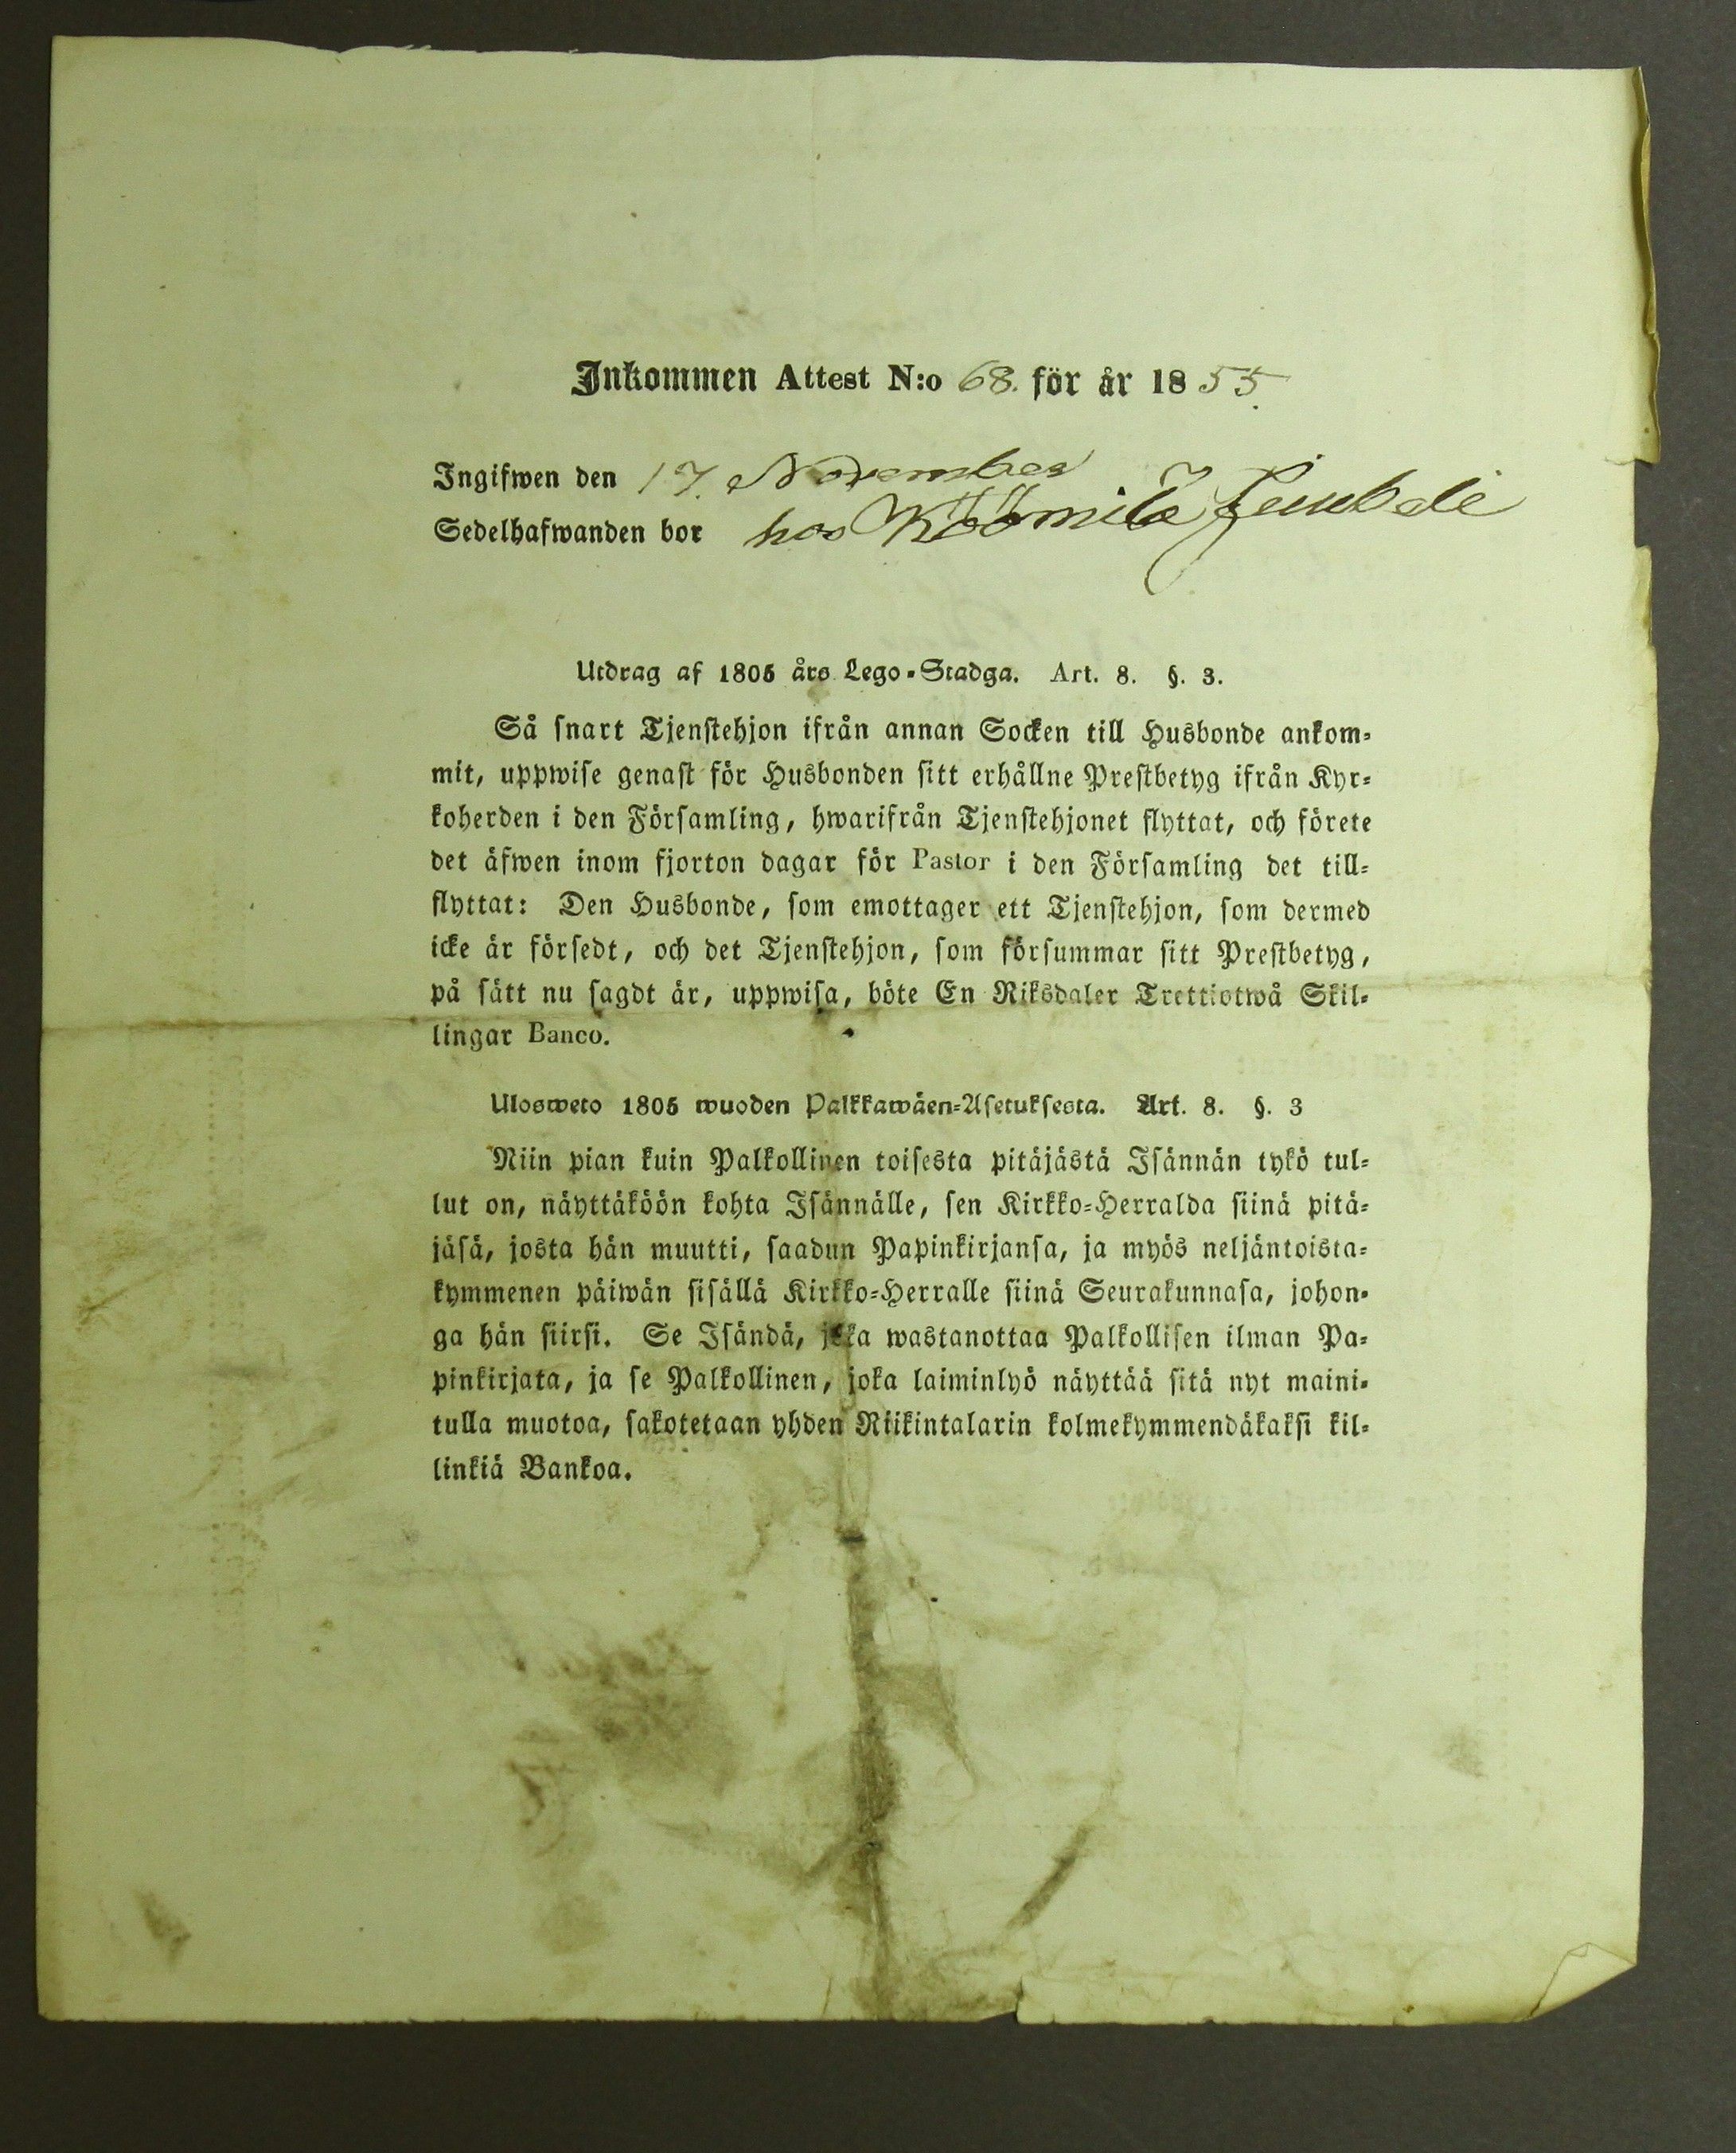 Inkommen Attest N:o 68. för år 1855.
Ingifwen den 17. November
Sedelhafwanden bor hos
Utdrag af 1805 års Lego-Stadga. Art. 8. §. 3.
Så snart Tjenstehjon ifrån annan Socken till Husbonde ankom-
mit, uppwise genast för Husbonden sitt erhållne Prestbetyg ifrån Kyr-
koherden i den Församling, hwarifrån Tjenstehjonet flyttat, och förete
det äfwen inom fjorton dagar för Pastor i den Församling det till-
flyttat: Den Husbonde, som emottager ett Tjenstehjon, som dermed
icke är försedt, och det Tjenstehjon, som försummar sitt Prestbetyg,
på sätt nu sagdt är, uppwisa, böte En Riksdaler Trettiotwå Skil-
lingar Banco.
Ulosweto 1805 wuoden Palkkawäen-Asetuksesta. Art. 8. §. 3
Niin pian kuin Palkollinen toisesta pitäjästä Isännän tykö tul-
lut on, näyttäköön kohta Isännälle, sen Kirkko-Herralda siinä pitä-
jäsä, josta hän muutti, saadun Papinkirjansa, ja myös neljäntoista-
kymmenen päiwän sisällä Kirkko-Herralle siinä Seurakunnasa, johon-
ga hän siirsi. Se Isändä, joka wastanottaa Palkollisen ilman Pa-
pinkirjata, ja se Palkollinen, joka laiminlyö näyttää sitä nyt maini-
tulla muotoa, sakotetaan yhden Riikintalarin kolmekymmendäkaksi kil-
linkiä Bankoa.